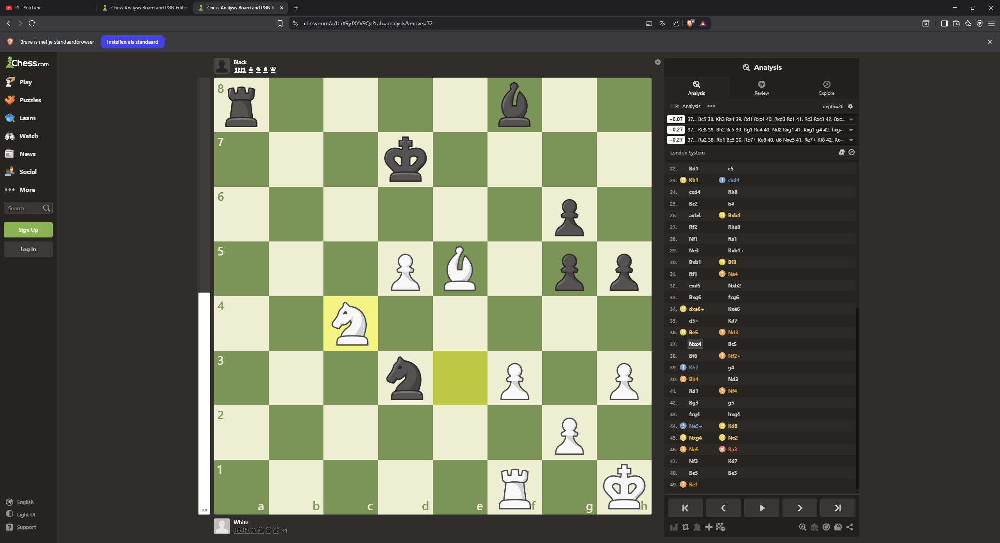 f1 - YouTube
Chess Analysis Board and PGN Editor
Chess Analysis Board and PGN E
chess.com/a/UaX9yJXYV9Qa?tab=analysis&move=72
4
Brave is niet je standaardbrowser
Instellen als standaard
Chess.com
Play
Puzzles
Learn
Watch
News
Social
More
Search
Sign Up
Log In
English
Light UI
Support
Black
8
7
6
5
4
3
2
1
a b c d e f g h
0.0
White
+1
Analysis
Analysis
Review
Explore
Analysis
depth=26
+0.07 37... Bc5 38. Kh2 Ra4 39. Rd1 Rxc4 40. Rxd3 Rc1 41. Rc3 Rxc3 42. Bxc...
+0.27 37... Ke8 38. Bh2 Bc5 39. Bg1 Ra4 40. Nd2 Bxg1 41. Kxg1 g4 42. hxg...
+0.27 37... Ra2 38. Rb1 Bc5 39. Rb7+ Ke8 40. d6 Nxe5 41. Re7+ Kf8 42. Rx...
London System
22. Bd1 c5
23. ?! Kh1 ! cxd4
24. cxd4 Rh8
25. Bc2 b4
26. axb4 ?! Bxb4
27. Rf2 Rha8
28. Nf1 Ra1
29. Ne3 Rxb1+
30. Bxb1 ?! Bf8
31. Rf1 ? Na4
32. exd5 Nxb2
33. Bxg6 fxg6
34. ?! dxe6+ Kxe6
35. d5+ Kd7
36. ?! Be5 ? Nd3
37. Nxc4 Bc5
38. Bf6 ? Nf2+
39. ! Kh2 g4
40. ? Bh4 Nd3
41. Rd1 ? Nf4
42. Bg3 g5
43. fxg4 hxg4
44. ! Ne5+ ?! Kd8
45. ?! Nxg4 ?! Ne2
46. ? Ne5 Ra3
47. Nf3 Kd7
48. Be5 Be3
49. ? Re1